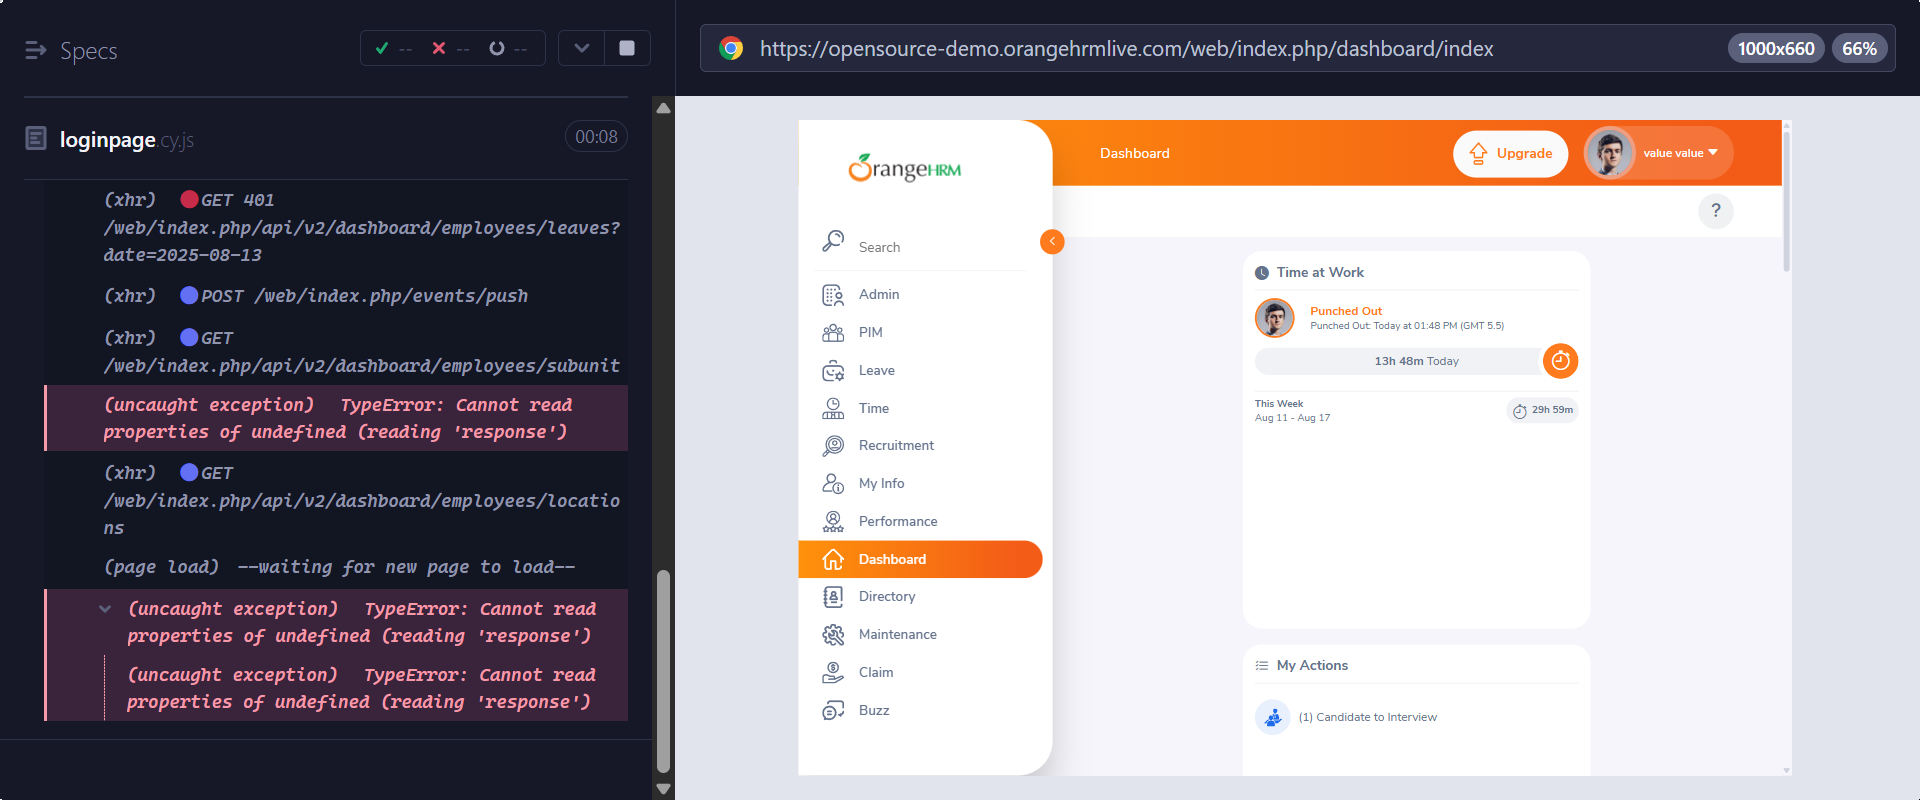 Specs
-- -- --
https://opensource-demo.orangehrmlive.com/web/index.php/dashboard/index
1000x660
66%
loginpage.cy.js
00:08
(xhr) GET 401
/web/index.php/api/v2/dashboard/employees/leaves?
date=2025-08-13
(xhr) POST /web/index.php/events/push
(xhr) GET
/web/index.php/api/v2/dashboard/employees/subunit
(uncaught exception) TypeError: Cannot read
properties of undefined (reading 'response')
(xhr) GET
/web/index.php/api/v2/dashboard/employees/locatio
ns
(page load) --waiting for new page to load--
(uncaught exception) TypeError: Cannot read
properties of undefined (reading 'response')
(uncaught exception) TypeError: Cannot read
properties of undefined (reading 'response')
OrangeHRM
Search
Admin
PIM
Leave
Time
Recruitment
My Info
Performance
Dashboard
Directory
Maintenance
Claim
Buzz
Dashboard
Upgrade
value value
?
Time at Work
Punched Out
Punched Out: Today at 01:48 PM (GMT 5.5)
13h 48m Today
This Week
Aug 11 - Aug 17
29h 59m
My Actions
(1) Candidate to Interview